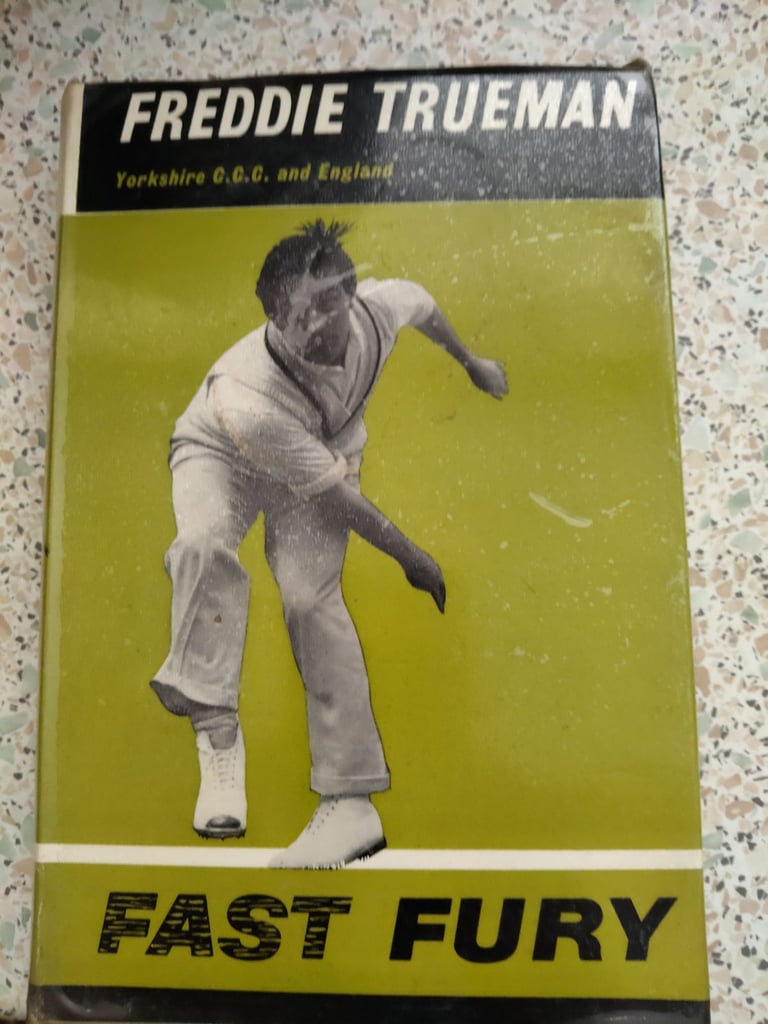 FREDDIE TRUEMAN
Yorkshire C.C.C. and England
FAST FURY